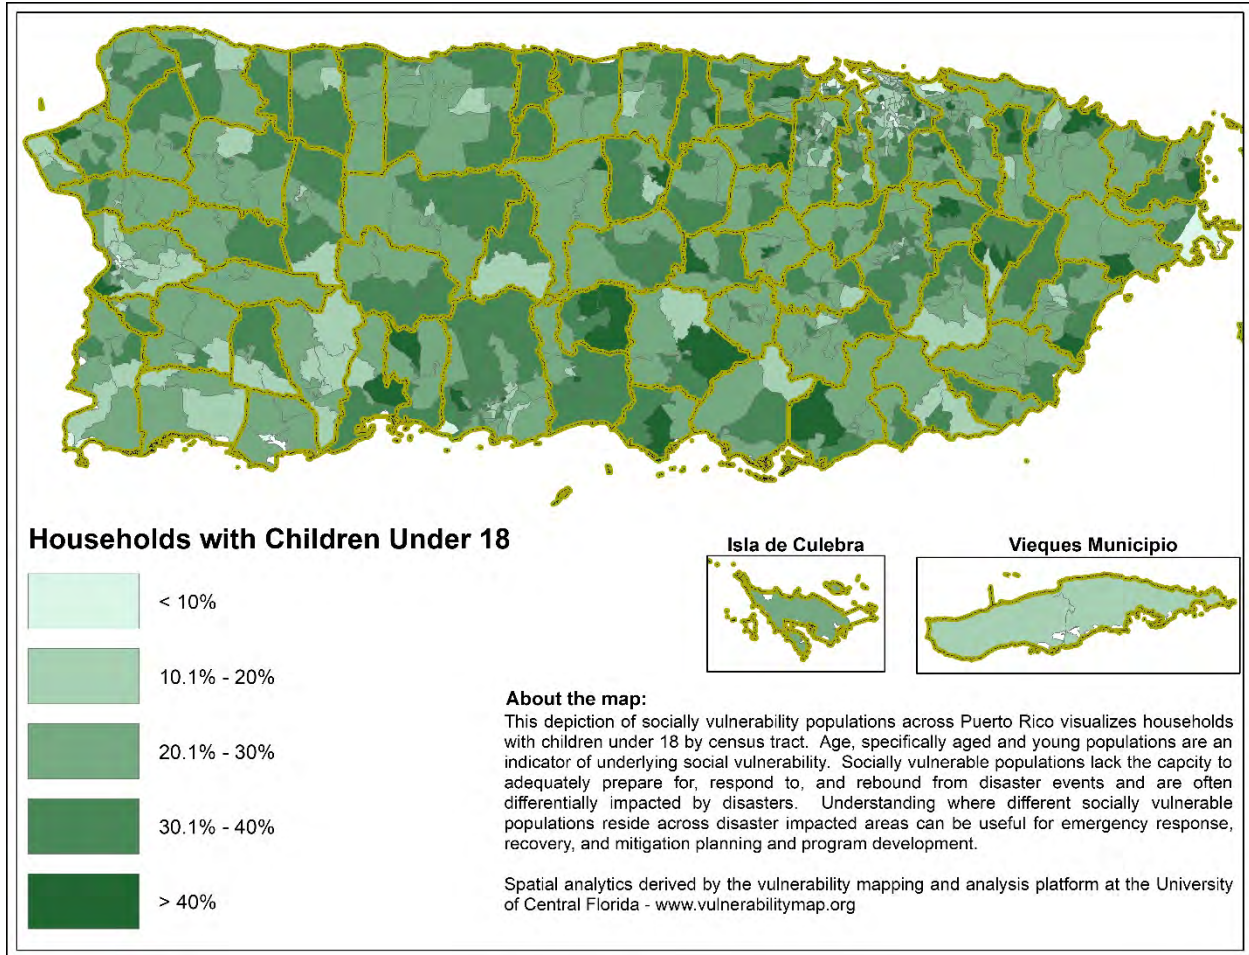 Households with Children Under 18
< 10%
10.1% - 20%
20.1% - 30%
30.1% - 40%
> 40%
Isla de Culebra
Vieques Municipio
About the map:
This depiction of socially vulnerability populations across Puerto Rico visualizes households
with children under 18 by census tract. Age, specifically aged and young populations are an
indicator of underlying social vulnerability. Socially vulnerable populations lack the capcity to
adequately prepare for, respond to, and rebound from disaster events and are often
differentially impacted by disasters. Understanding where different socially vulnerable
populations reside across disaster impacted areas can be useful for emergency response,
recovery, and mitigation planning and program development.
Spatial analytics derived by the vulnerability mapping and analysis platform at the University
of Central Florida - www.vulnerabilitymap.org